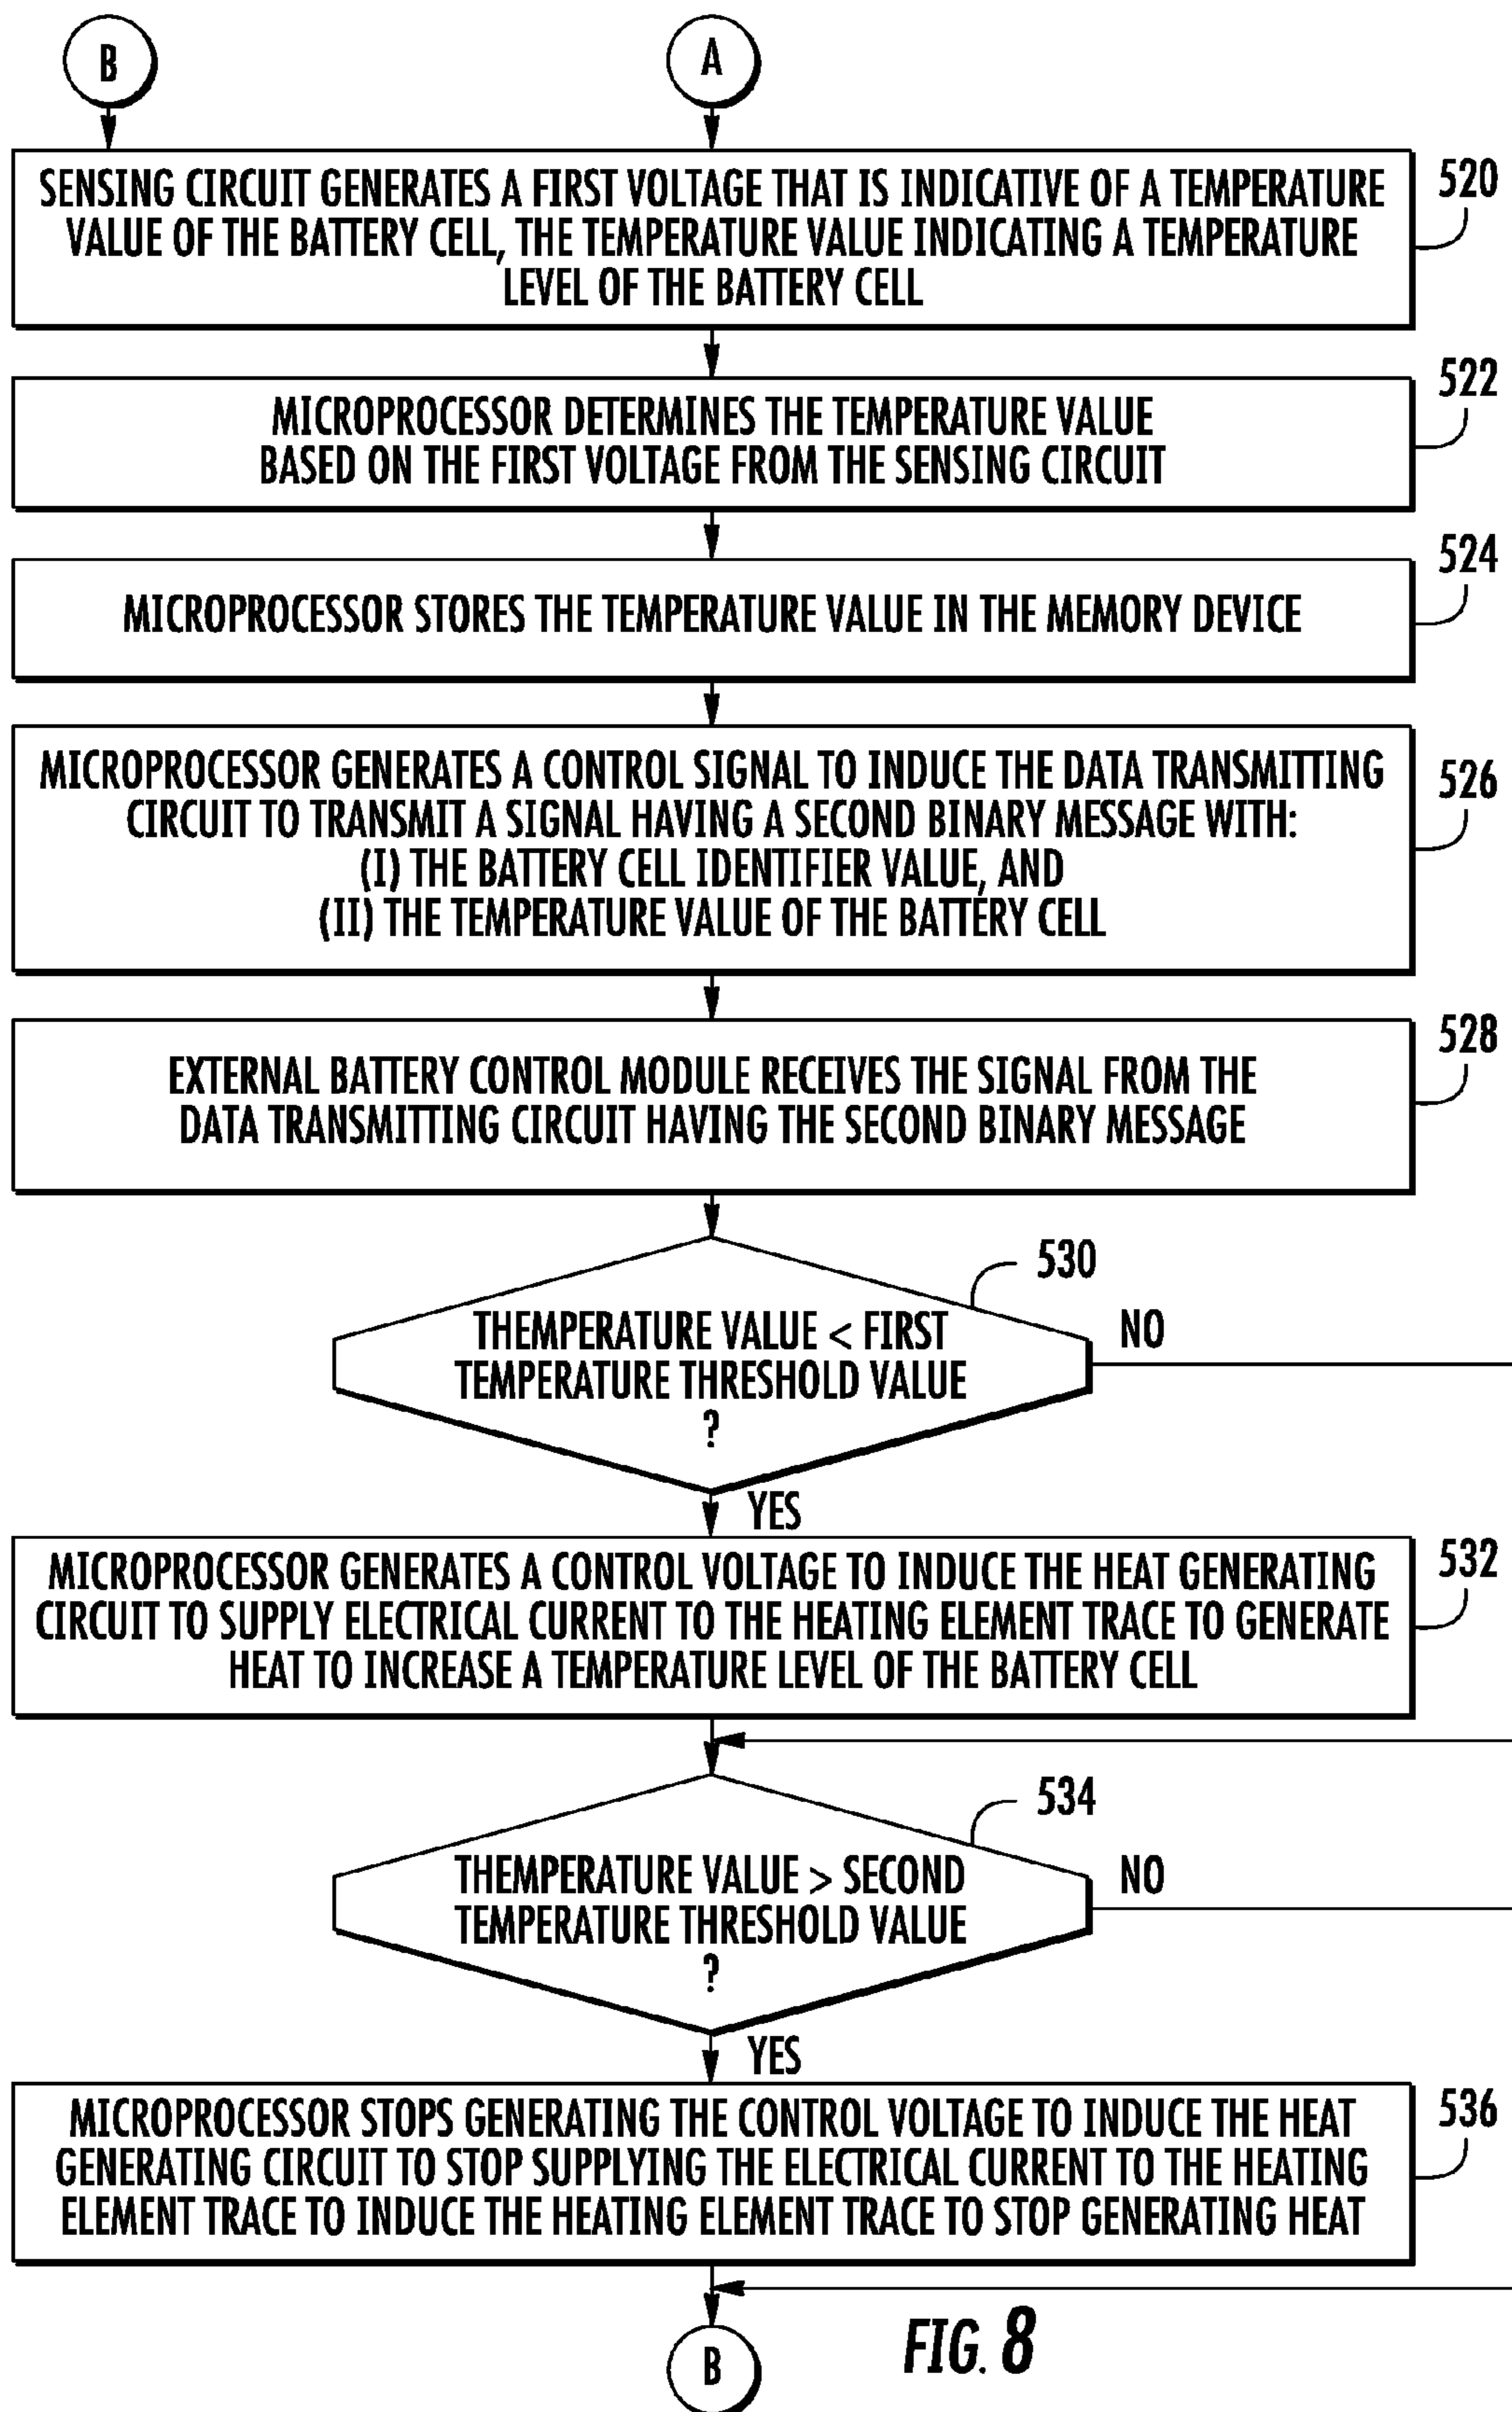 B
A
SENSING CIRCUIT GENERATES A FIRST VOLTAGE THAT IS INDICATIVE OF A TEMPERATURE
VALUE OF THE BATTERY CELL, THE TEMPERATURE VALUE INDICATING A TEMPERATURE
LEVEL OF THE BATTERY CELL
520
MICROPROCESSOR DETERMINES THE TEMPERATURE VALUE
BASED ON THE FIRST VOLTAGE FROM THE SENSING CIRCUIT
522
MICROPROCESSOR STORES THE TEMPERATURE VALUE IN THE MEMORY DEVICE
524
MICROPROCESSOR GENERATES A CONTROL SIGNAL TO INDUCE THE DATA TRANSMITTING
CIRCUIT TO TRANSMIT A SIGNAL HAVING A SECOND BINARY MESSAGE WITH:
(I) THE BATTERY CELL IDENTIFIER VALUE, AND
(II) THE TEMPERATURE VALUE OF THE BATTERY CELL
526
EXTERNAL BATTERY CONTROL MODULE RECEIVES THE SIGNAL FROM THE
DATA TRANSMITTING CIRCUIT HAVING THE SECOND BINARY MESSAGE
528
530
THEMPERATURE VALUE < FIRST
TEMPERATURE THRESHOLD VALUE
?
NO
YES
MICROPROCESSOR GENERATES A CONTROL VOLTAGE TO INDUCE THE HEAT GENERATING
CIRCUIT TO SUPPLY ELECTRICAL CURRENT TO THE HEATING ELEMENT TRACE TO GENERATE
HEAT TO INCREASE A TEMPERATURE LEVEL OF THE BATTERY CELL
532
534
THEMPERATURE VALUE > SECOND
TEMPERATURE THRESHOLD VALUE
?
NO
YES
MICROPROCESSOR STOPS GENERATING THE CONTROL VOLTAGE TO INDUCE THE HEAT
GENERATING CIRCUIT TO STOP SUPPLYING THE ELECTRICAL CURRENT TO THE HEATING
ELEMENT TRACE TO INDUCE THE HEATING ELEMENT TRACE TO STOP GENERATING HEAT
536
B
FIG. 8